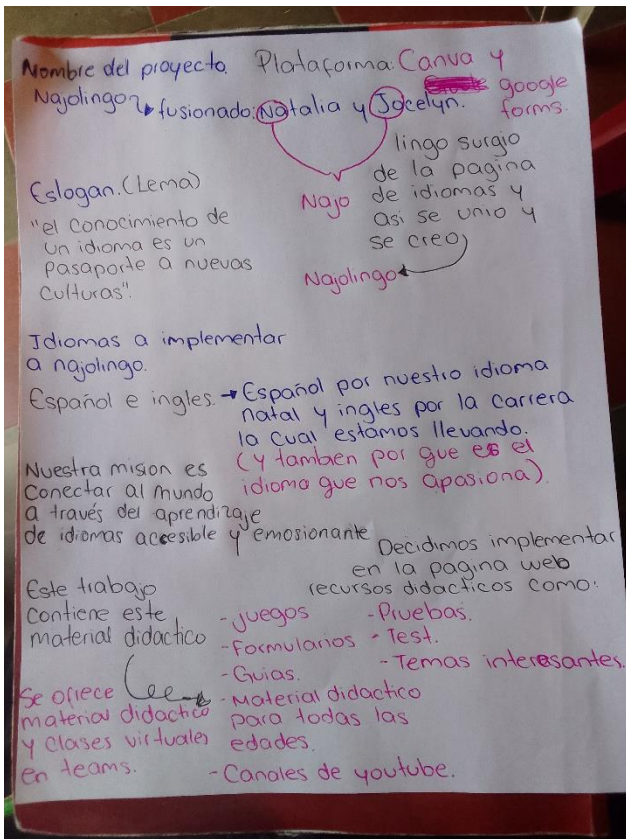 Nombre del proyecto. Plataforma: Canva y
google
forms.
Najolingo fusionado: Natalia y Jocelyn.
Najo
lingo surgio
de la pagina
de idiomas y
asi se unio y
se creo
Najolingo
Eslogan. (Lema)
"el conocimiento de
un idioma es un
pasaporte a nuevas
culturas".
Idiomas a implementar
a najolingo.
Español e ingles. → Español por nuestro idioma
natal y ingles por la carrera
la cual estamos llevando.
(y tambien por que es el
idioma que nos apasiona).
Nuestra mision es
conectar al mundo
a través del aprendizaje
de idiomas accesible y emosionante
Decidimos implementar
en la pagina web
recursos didacticos como:
Este trabajo
contiene este
material didactico
- Juegos
- Formularios
- Guias.
- Material didactico
para todas las
edades.
- Canales de youtube.
- Pruebas.
- Test.
- Temas interesantes.
Se ofrece
material didactico
y clases virtuales
en teams.